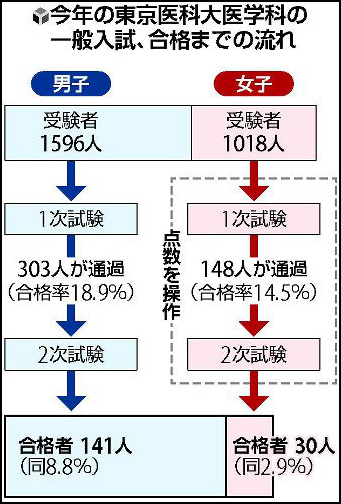 今年の東京医科大医学科の
一般入試、合格までの流れ
男子
女子
受験者
1596人
受験者
1018人
1次試験
1次試験
303人が通過
（合格率18.9%）
148人が通過
（合格率14.5%）
点数を操作
2次試験
2次試験
合格者 141人
（同8.8%）
合格者 30人
（同2.9%）